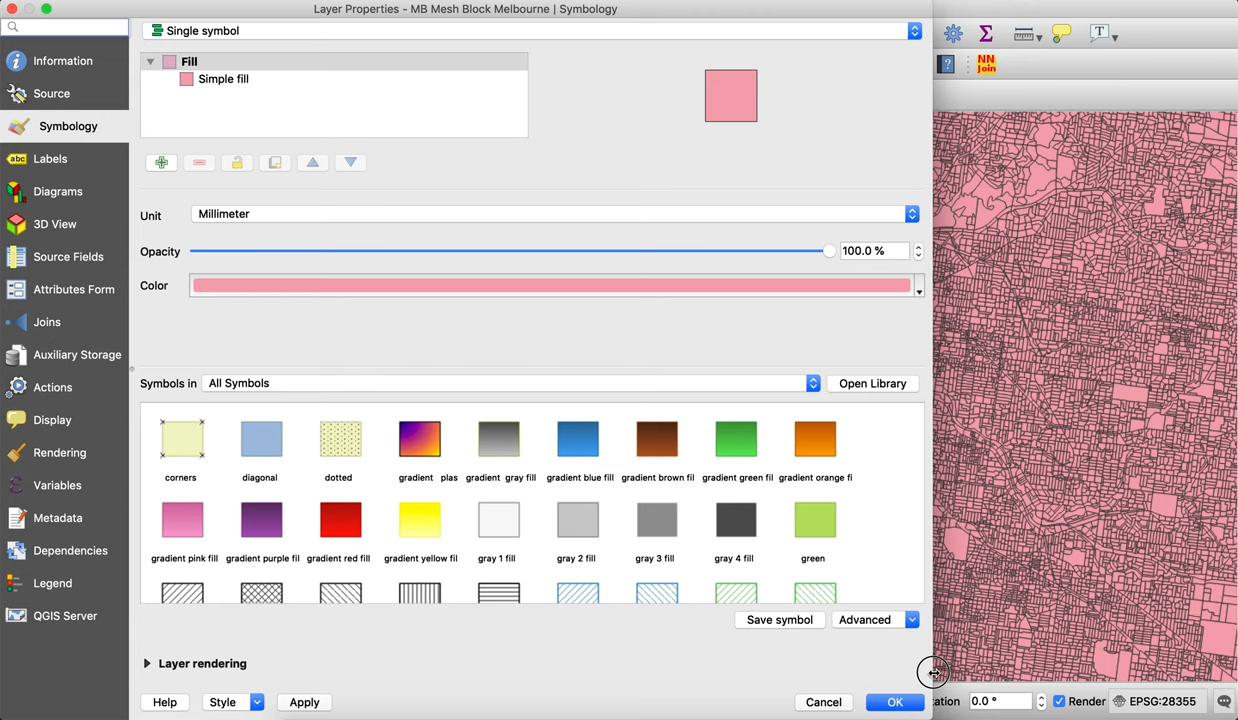 Layer Properties - MB Mesh Block Melbourne | Symbology
Information
Source
Symbology
abc Labels
Diagrams
3D View
Source Fields
Attributes Form
Joins
Auxiliary Storage
Actions
Display
Rendering
Variables
Metadata
Dependencies
Legend
QGIS Server
Single symbol
Fill
Simple fill
Unit
Millimeter
Opacity
100.0 %
Color
Symbols in
All Symbols
Open Library
corners
diagonal
dotted
gradient plas
gradient gray fill
gradient blue fill
gradient brown fil
gradient green fil
gradient orange fi
gradient pink fill
gradient purple fil
gradient red fill
gradient yellow fil
gray 1 fill
gray 2 fill
gray 3 fill
gray 4 fill
green
Save symbol
Advanced
Layer rendering
Help
Style
Apply
Cancel
OK
Σ
T
?
NN
Join
tation
0.0 °
Render
EPSG:28355